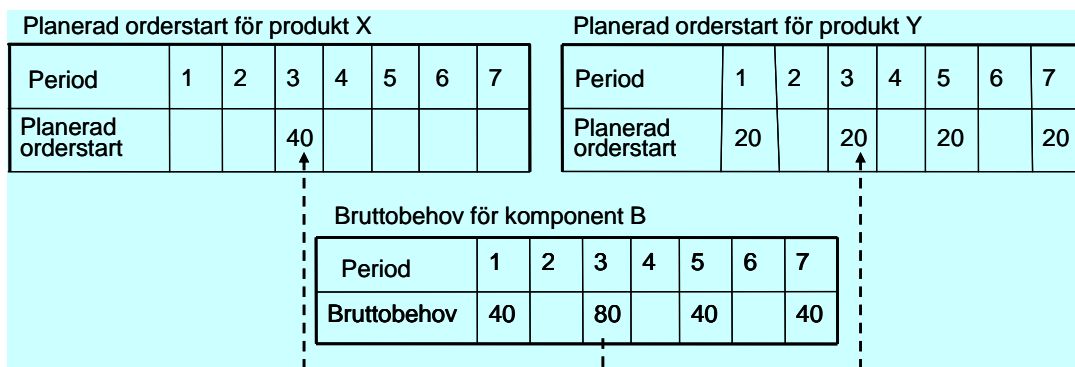 Planerad orderstart för produkt X
Period 1 2 3 4 5 6 7
Planerad
orderstart 40
Planerad orderstart för produkt Y
Period 1 2 3 4 5 6 7
Planerad
orderstart 20 20 20 20
Bruttobehov för komponent B
Period 1 2 3 4 5 6 7
Bruttobehov 40 80 40 40